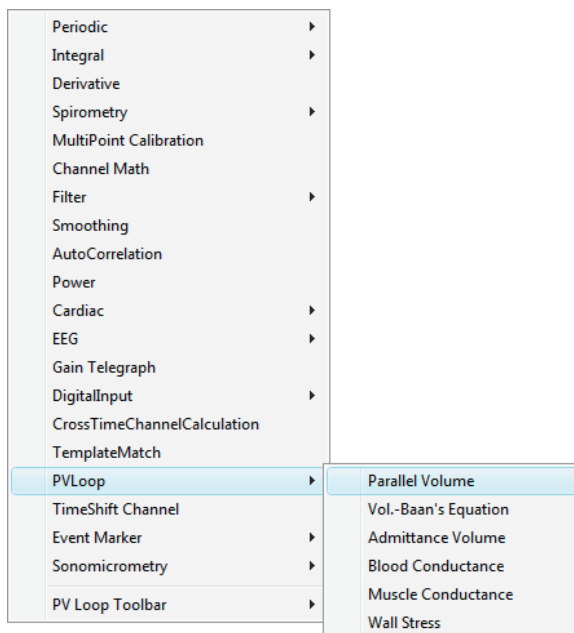 Periodic
Integral
Derivative
Spirometry
MultiPoint Calibration
Channel Math
Filter
Smoothing
AutoCorrelation
Power
Cardiac
EEG
Gain Telegraph
DigitalInput
CrossTimeChannelCalculation
TemplateMatch
PVLoop
TimeShift Channel
Event Marker
Sonomicrometry
PV Loop Toolbar
Parallel Volume
Vol.-Baan's Equation
Admittance Volume
Blood Conductance
Muscle Conductance
Wall Stress